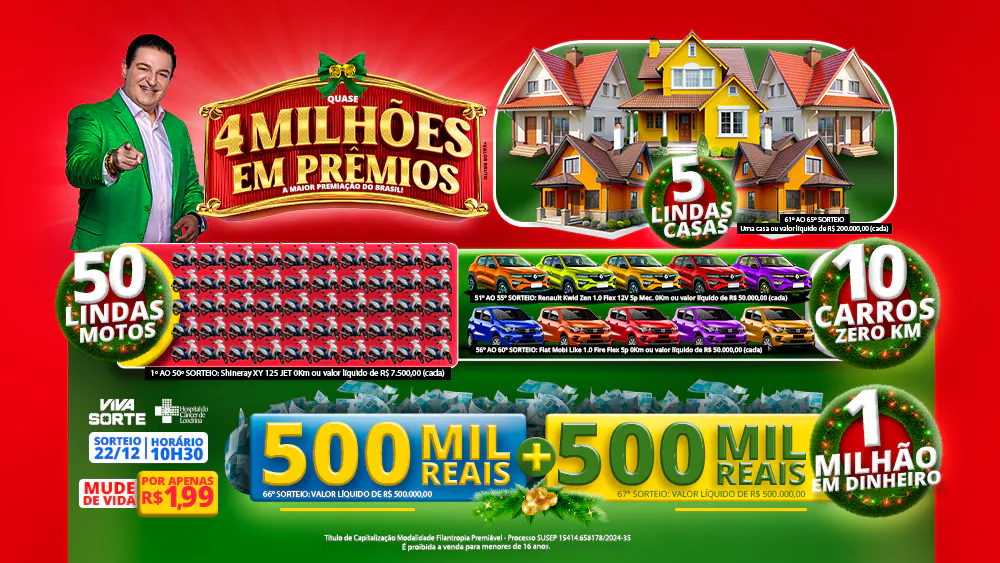 QUASE
4 MILHÕES
EM PRÊMIOS
A MAIOR PREMIAÇÃO DO BRASIL!
*VALOR BRUTO
5
LINDAS
CASAS
61º AO 65º SORTEIO
Uma casa ou valor líquido de R$ 200.000,00 (cada)
50
LINDAS
MOTOS
1º AO 50º SORTEIO: Shineray XY 125 JET 0Km ou valor líquido de R$ 7.500,00 (cada)
51º AO 55º SORTEIO: Renault Kwid Zen 1.0 Flex 12V 5p Mec. 0Km ou valor líquido de R$ 50.000,00 (cada)
56º AO 60º SORTEIO: Fiat Mobi Like 1.0 Fire Flex 5p 0Km ou valor líquido de R$ 50.000,00 (cada)
10
CARROS
ZERO KM
VIVA
SORTE
Hospital do
Câncer de
Londrina
SORTEIO
22/12
HORÁRIO
10H30
MUDE
DE VIDA
POR APENAS
R$ 1,99
500 MIL
REAIS
66º SORTEIO: VALOR LÍQUIDO DE R$ 500.000,00
+
500 MIL
REAIS
67º SORTEIO: VALOR LÍQUIDO DE R$ 500.000,00
1
MILHÃO
EM DINHEIRO
Título de Capitalização Modalidade Filantropia Premiável - Processo SUSEP 15414.658178/2024-35
É proibida a venda para menores de 16 anos.